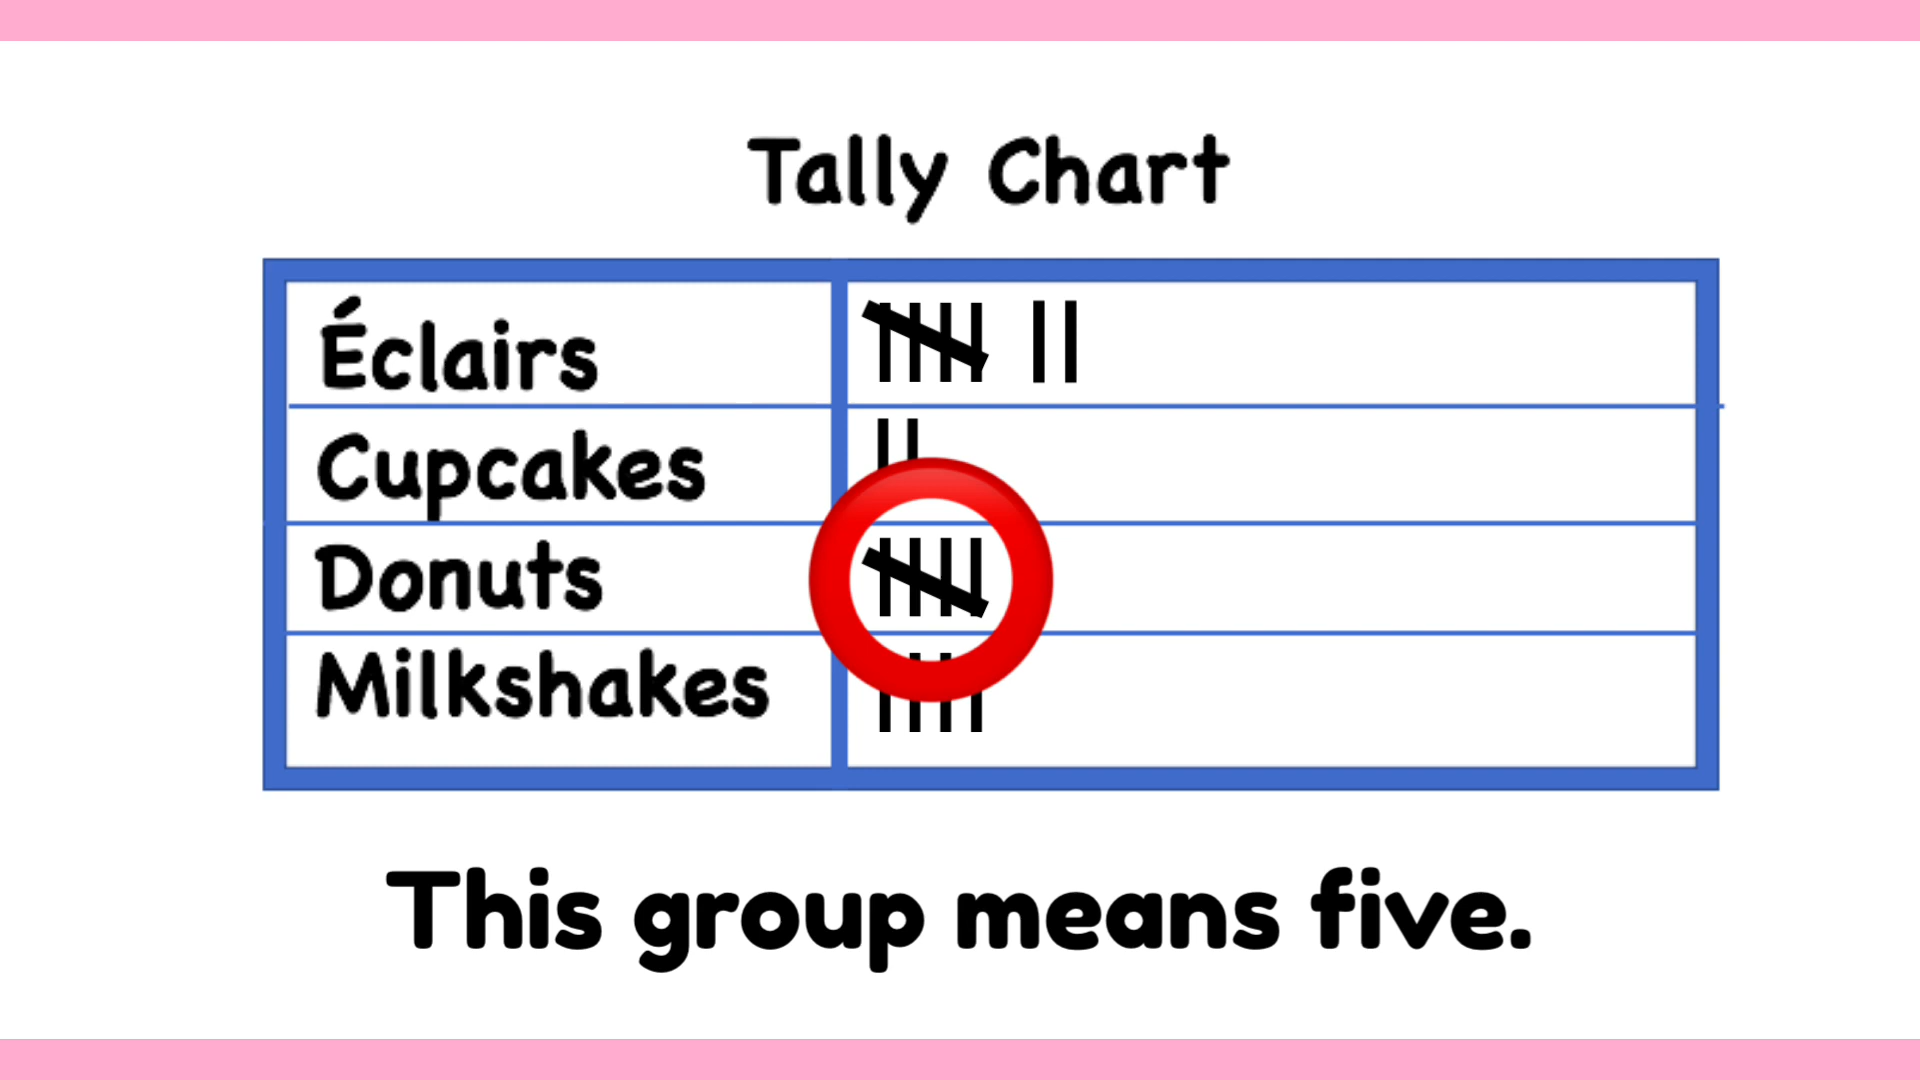 Tally Chart
Éclairs
Cupcakes
Donuts
Milkshakes
This group means five.